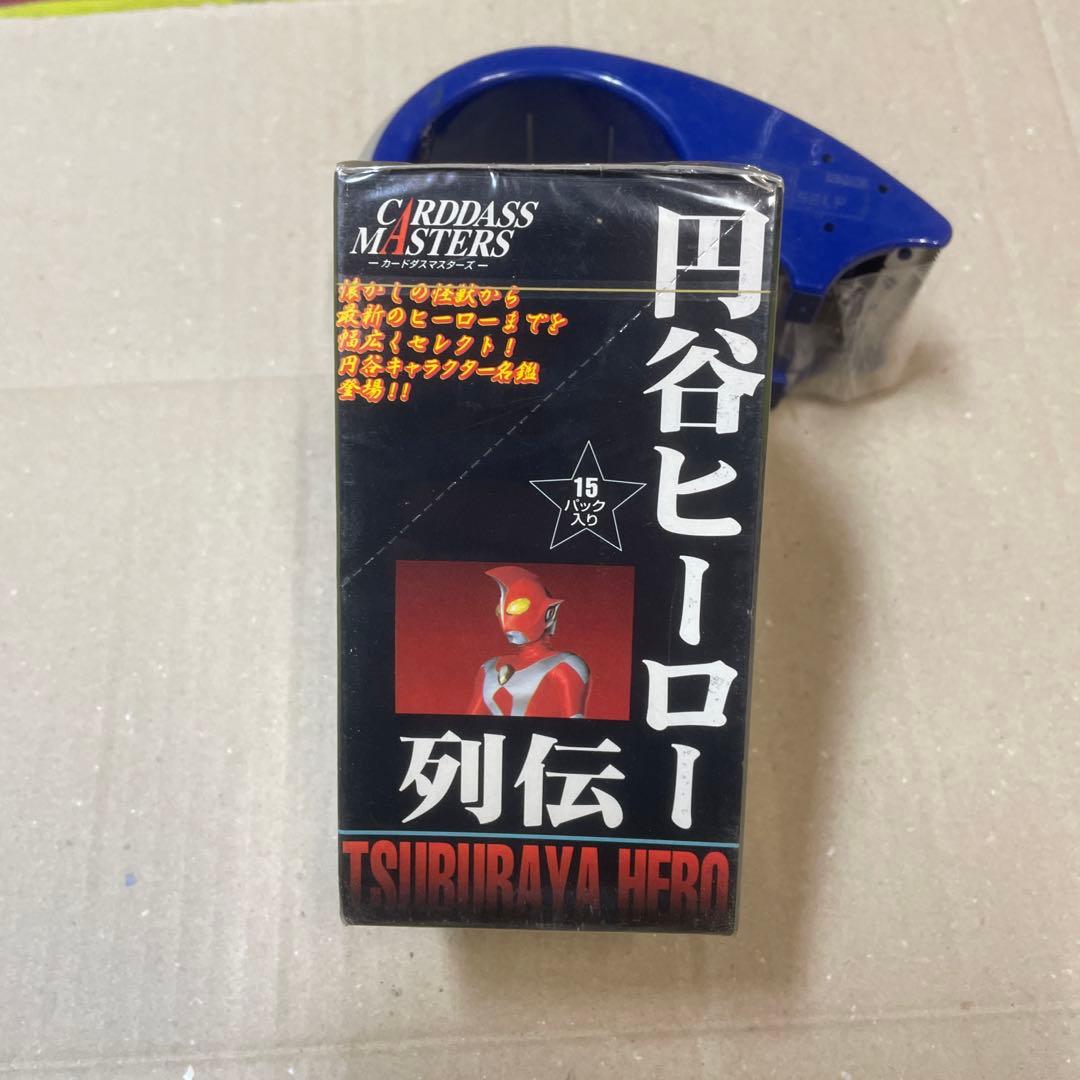 CARDDASS
MASTERS
ーカードダスマスターズー
懐かしの怪獣から
最新のヒーローまでを
幅広くセレクト!
円谷キャラクター名鑑
登場!!
円谷ヒーロー
15
パック
入り
列伝
TSUBURAYA HERO
SELF